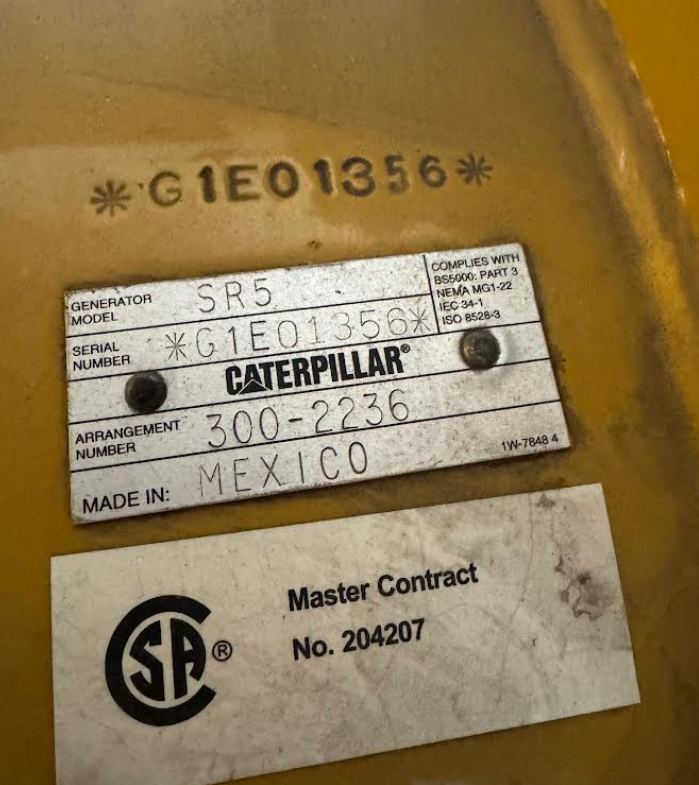 *G1E01356*
GENERATOR MODEL SR5
COMPLIES WITH
BS5000: PART 3
NEMA MG1-22
IEC 34-1
ISO 8528-3
SERIAL NUMBER *G1E01356*
CATERPILLAR®
ARRANGEMENT NUMBER 300-2236
MADE IN: MEXICO
1W-7848 4
CSA®
Master Contract
No. 204207